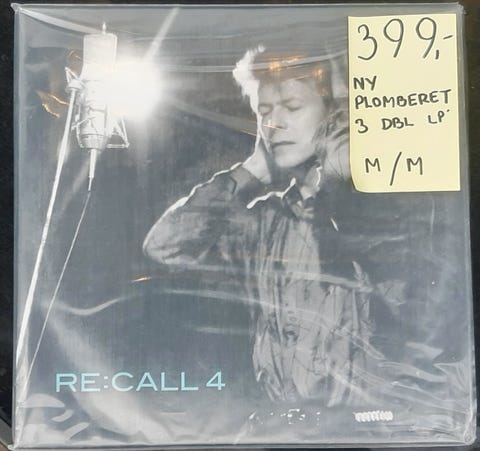 399,-
NY
PLOMBERET
3 DBL LP'
M/M
RE:CALL 4